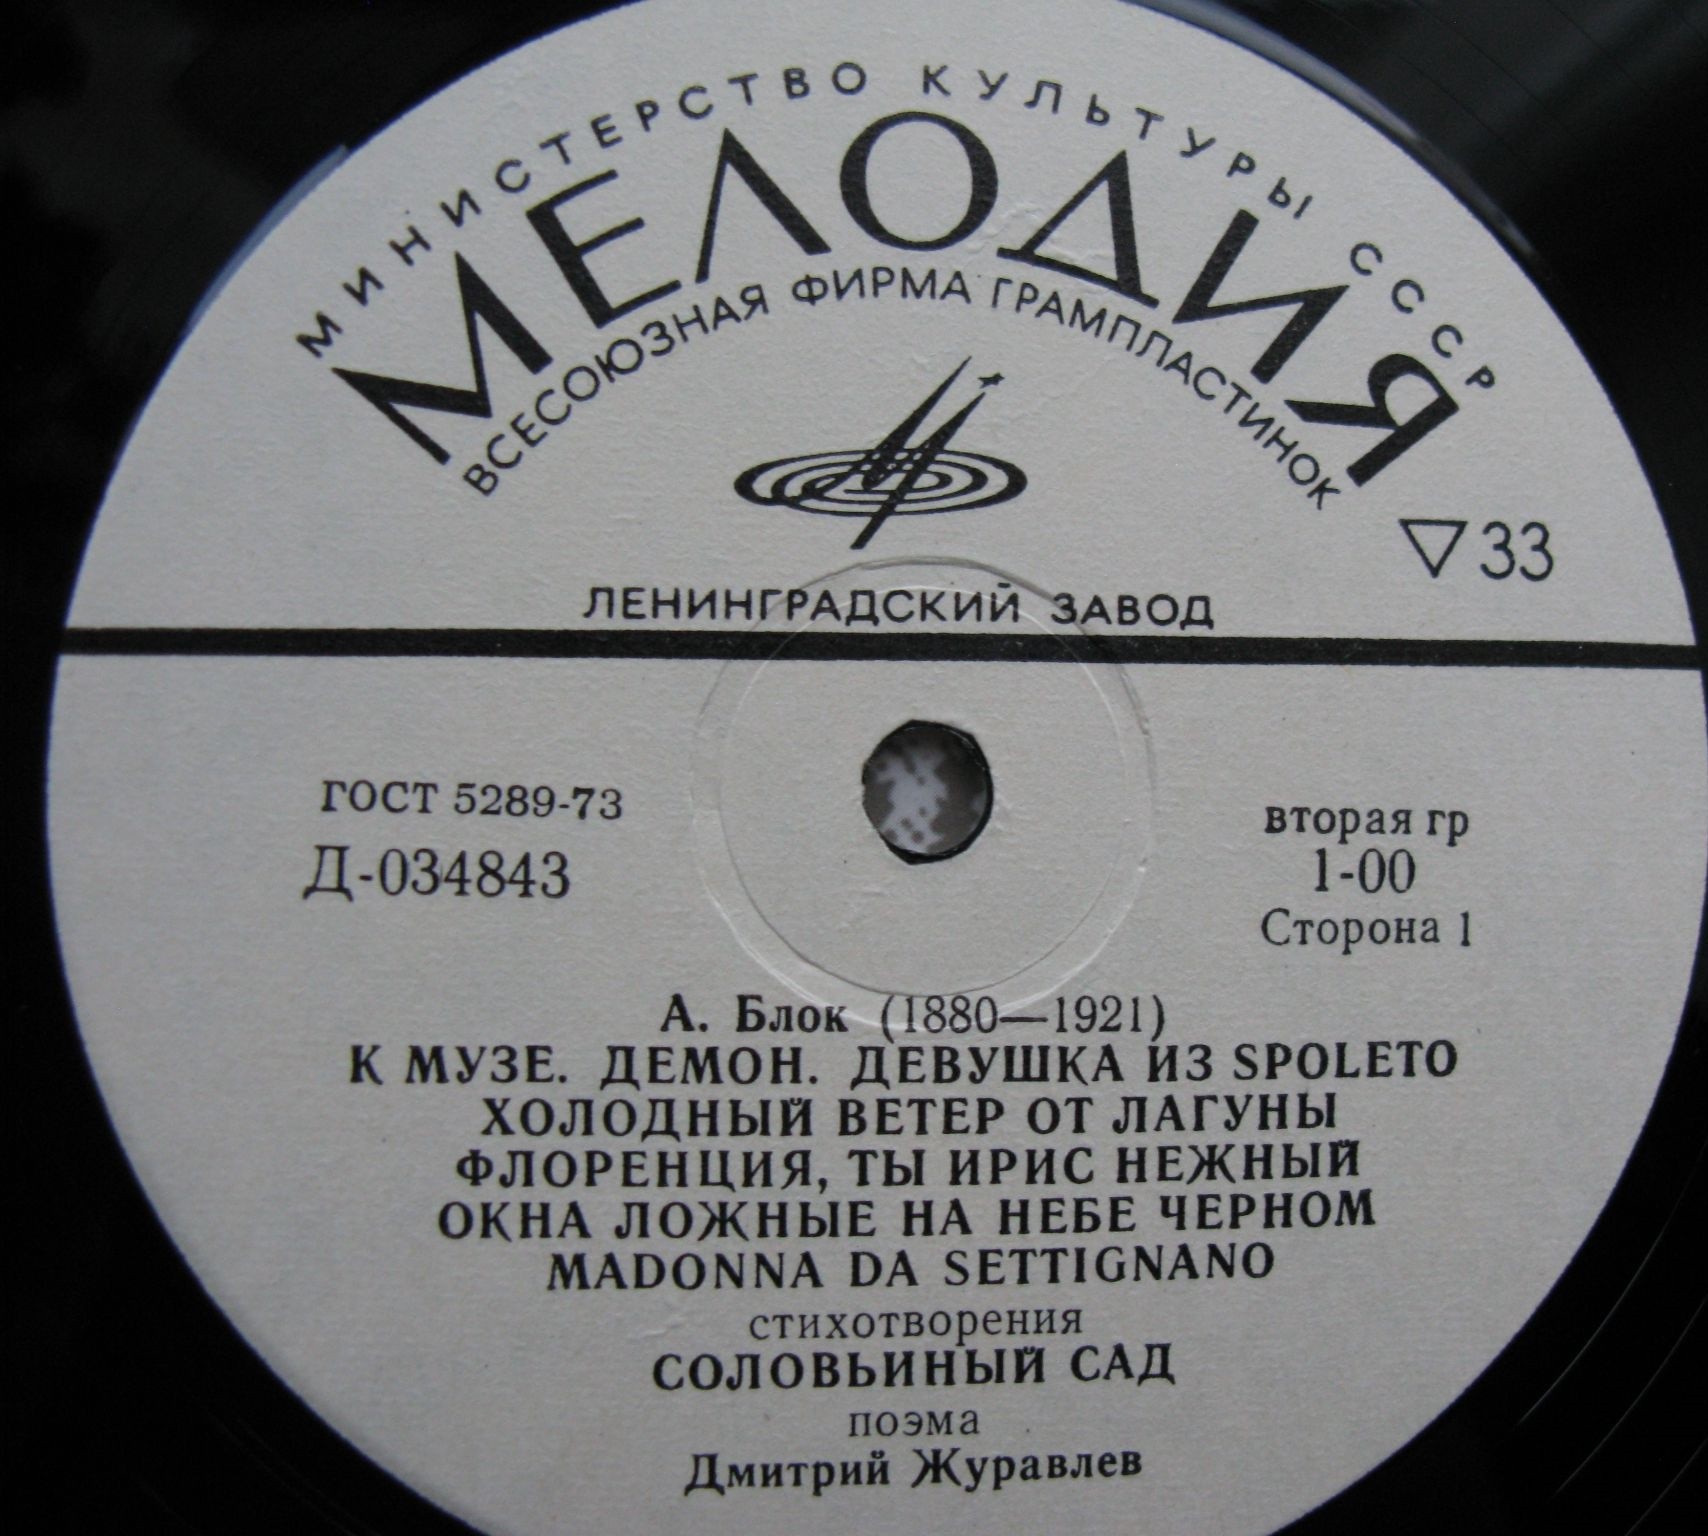 МИНИСТЕРСТВО КУЛЬТУРЫ СССР
МЕЛОДИЯ
ВСЕСОЮЗНАЯ ФИРМА ГРАМПЛАСТИНОК
▽33
ЛЕНИНГРАДСКИЙ ЗАВОД
ГОСТ 5289-73
Д-034843
вторая гр
1-00
Сторона 1
А. Блок (1880—1921)
К МУЗЕ. ДЕМОН. ДЕВУШКА ИЗ SPOLETO
ХОЛОДНЫЙ ВЕТЕР ОТ ЛАГУНЫ
ФЛОРЕНЦИЯ, ТЫ ИРИС НЕЖНЫЙ
ОКНА ЛОЖНЫЕ НА НЕБЕ ЧЕРНОМ
MADONNA DA SETTIGNANO
стихотворения
СОЛОВЬИНЫЙ САД
поэма
Дмитрий Журавлев